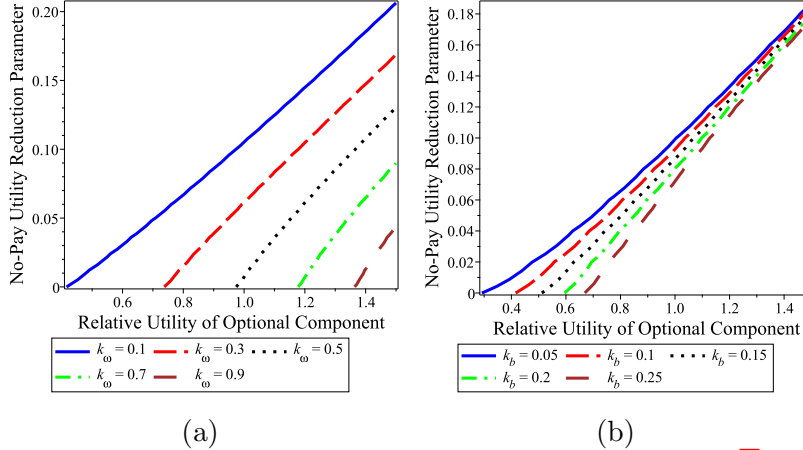 0.20
0.15
0.10
0.05
0
0.6
0.8
1.0
1.2
1.4
No-Pay Utility Reduction Parameter
Relative Utility of Optional Component
k_ω = 0.1 k_ω = 0.3 k_ω = 0.5
k_ω = 0.7 k_ω = 0.9
(a)
0.18
0.16
0.14
0.12
0.10
0.08
0.06
0.04
0.02
0
0.4
0.6
0.8
1.0
1.2
1.4
No-Pay Utility Reduction Parameter
Relative Utility of Optional Component
k_b = 0.05 k_b = 0.1 k_b = 0.15
k_b = 0.2 k_b = 0.25
(b)